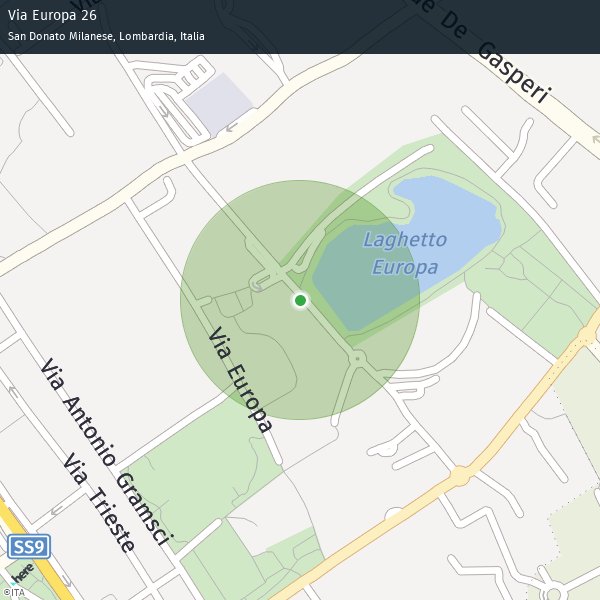 Via Europa 26
San Donato Milanese, Lombardia, Italia
De Gasperi
Laghetto
Europa
Via Europa
Via Antonio Gramsci
Via Trieste
SS9
here
©ITA